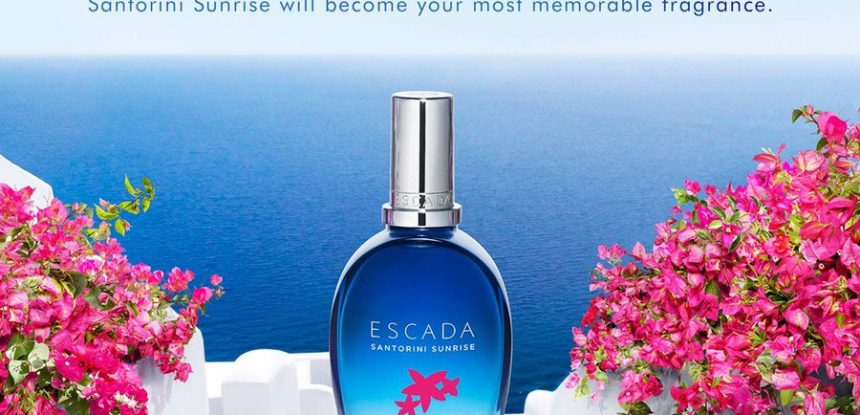 Santorini Sunrise will become your most memorable fragrance.
ESCADA
ESCADA
SANTORINI SUNRISE